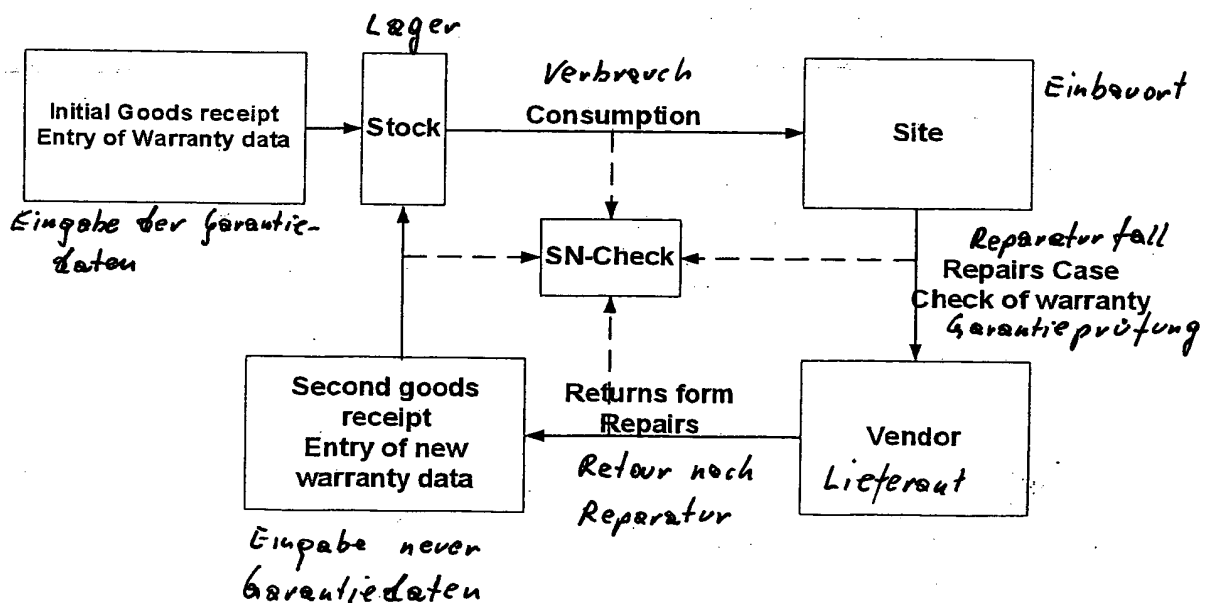 Lager
Verbrauch
Einbauort
Initial Goods receipt
Entry of Warranty data
Stock
Consumption
Site
Eingabe der Garantie-
daten
SN-Check
Reparaturfall
Repairs Case
Check of warranty
Garantieprüfung
Second goods
receipt
Entry of new
warranty data
Returns form
Repairs
Retour nach
Reparatur
Vendor
Lieferant
Eingabe neuer
Garantiedaten